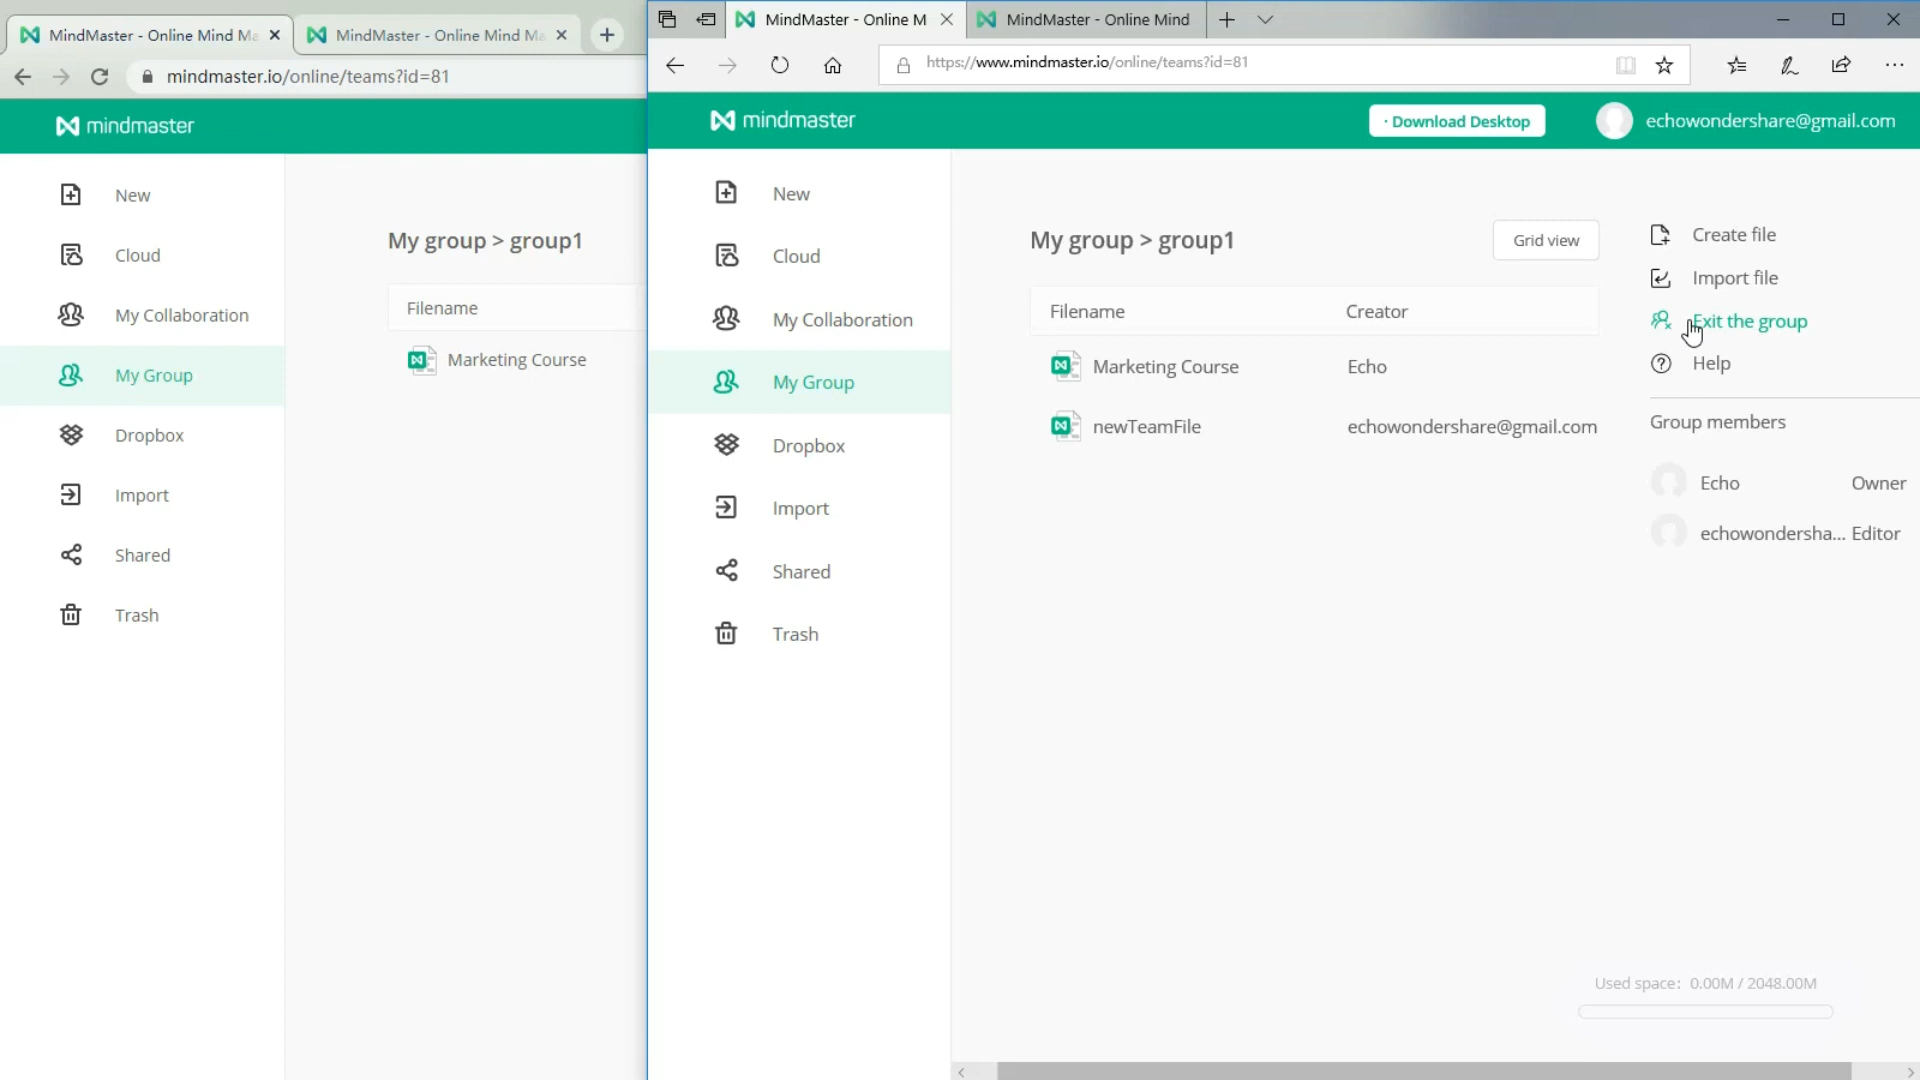 MindMaster - Online Mind Ma
MindMaster - Online Mind Ma
mindmaster.io/online/teams?id=81
mindmaster
New
Cloud
My Collaboration
My Group
Dropbox
Import
Shared
Trash
My group > group1
Filename
Marketing Course
MindMaster - Online M
MindMaster - Online Mind
https://www.mindmaster.io/online/teams?id=81
mindmaster
· Download Desktop
echowondershare@gmail.com
New
Cloud
My Collaboration
My Group
Dropbox
Import
Shared
Trash
My group > group1
Grid view
Filename Creator
Marketing Course Echo
newTeamFile echowondershare@gmail.com
Create file
Import file
Exit the group
Help
Group members
Echo Owner
echowondersha... Editor
Used space: 0.00M / 2048.00M